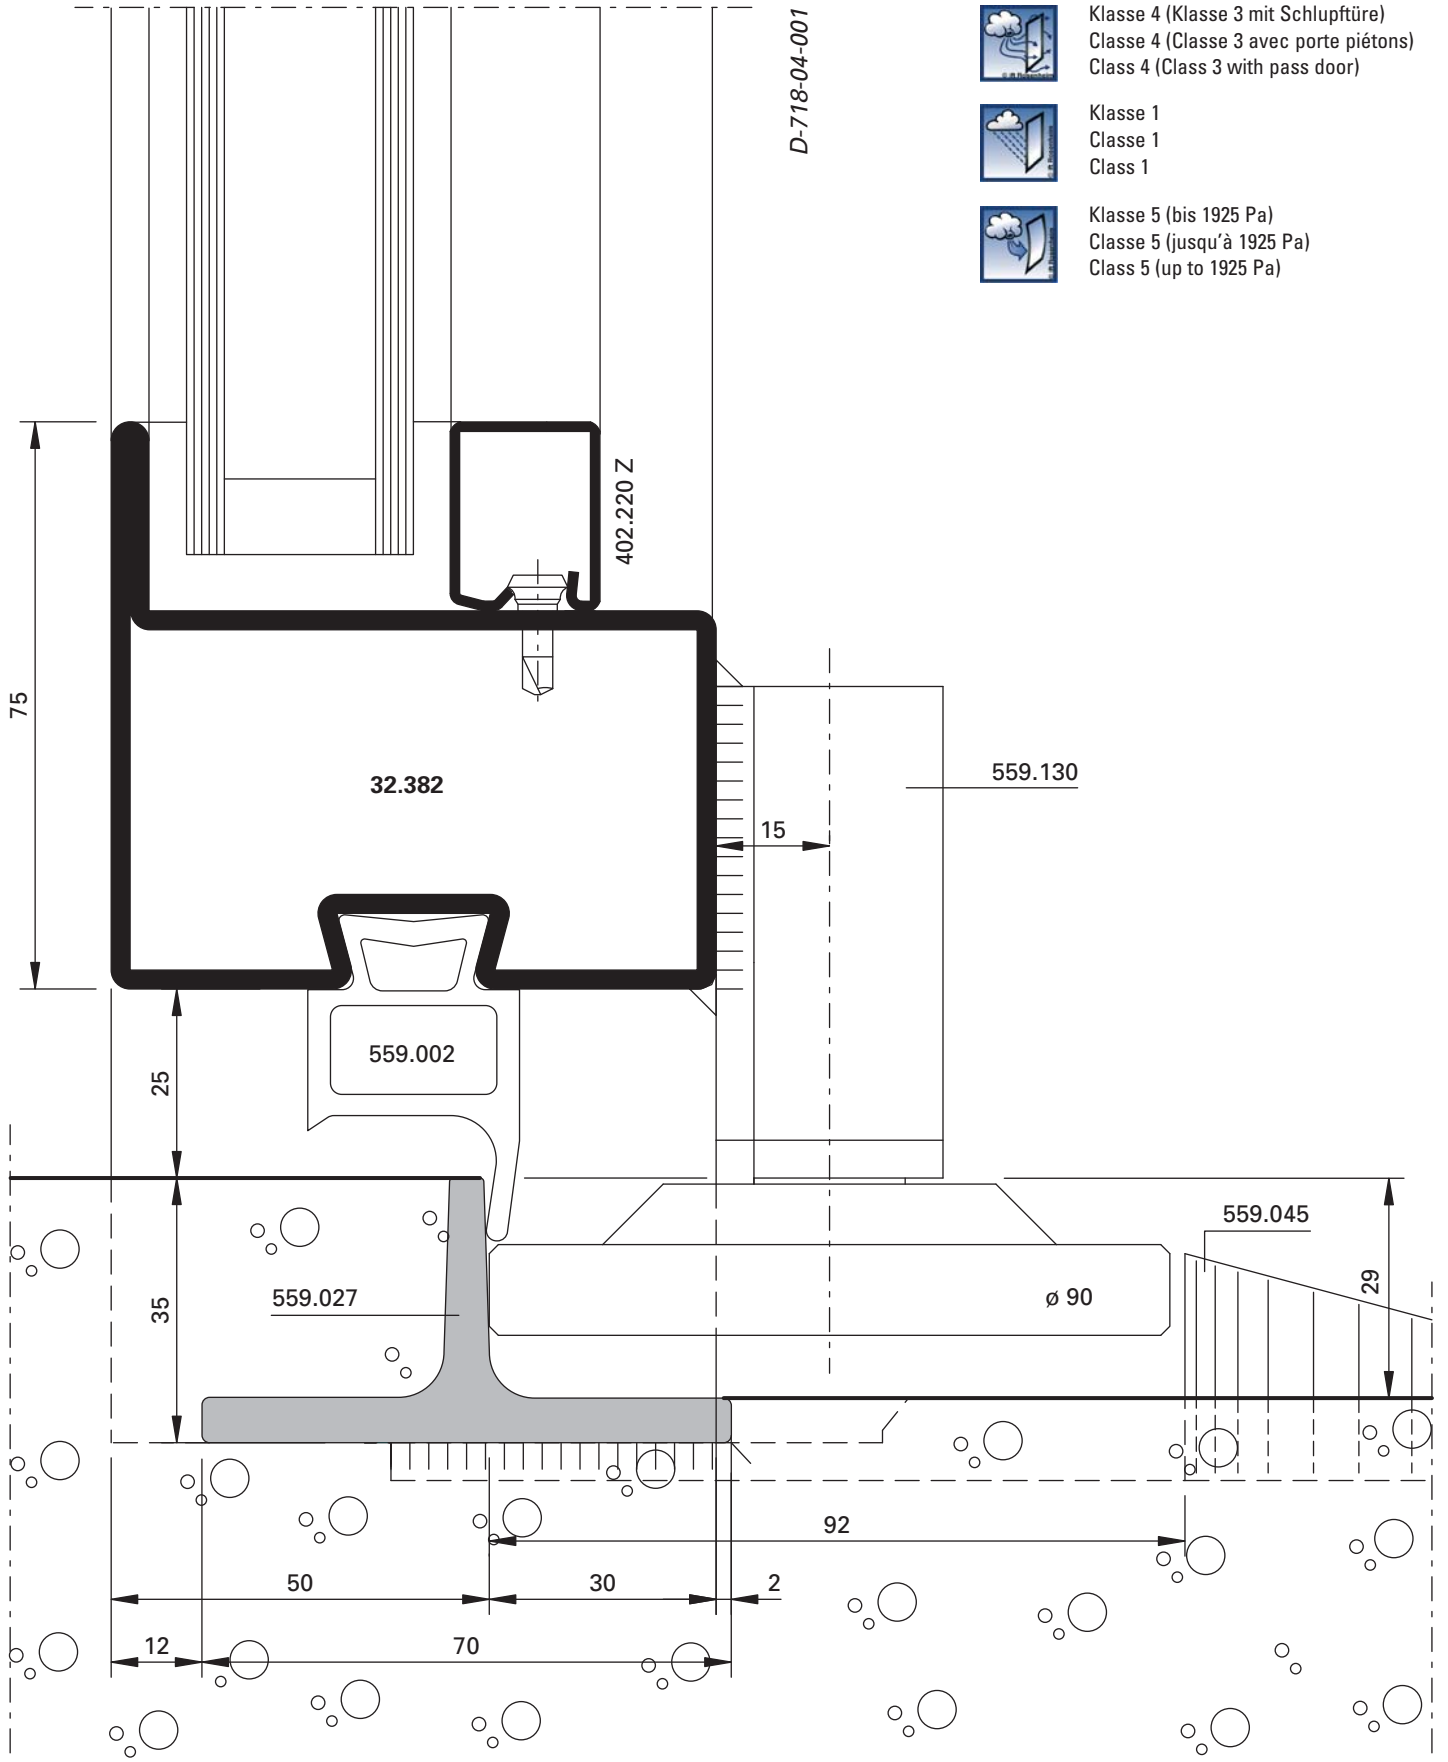 D-718-04-001
Klasse 4 (Klasse 3 mit Schlupftüre)
Classe 4 (Classe 3 avec porte piétons)
Class 4 (Class 3 with pass door)
Klasse 1
Classe 1
Class 1
Klasse 5 (bis 1925 Pa)
Classe 5 (jusqu'à 1925 Pa)
Class 5 (up to 1925 Pa)
402.220 Z
75
32.382
559.130
15
559.002
25
559.045
35
559.027
ø 90
29
92
50
30
2
12
70